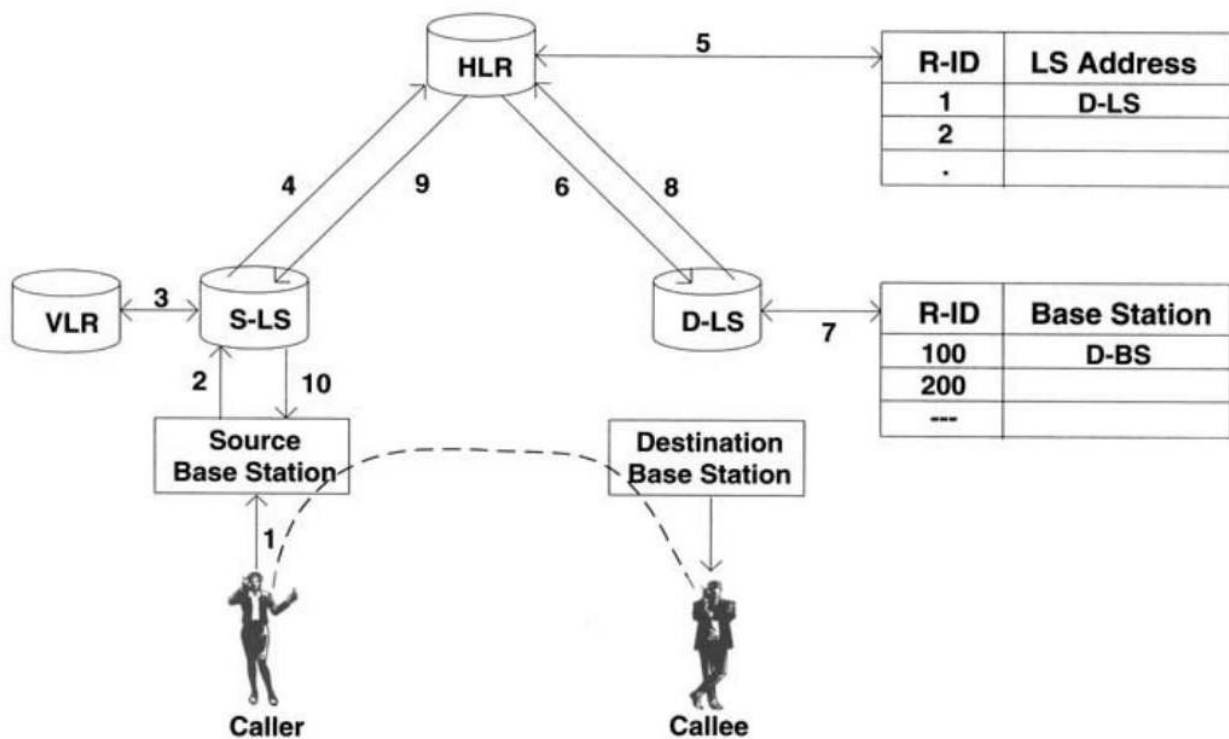 HLR
5
R-ID LS Address
1 D-LS
2
.
4
9
6
8
VLR
3
S-LS
D-LS
7
R-ID Base Station
100 D-BS
200
---
2
10
Source
Base Station
Destination
Base Station
1
Caller
Callee